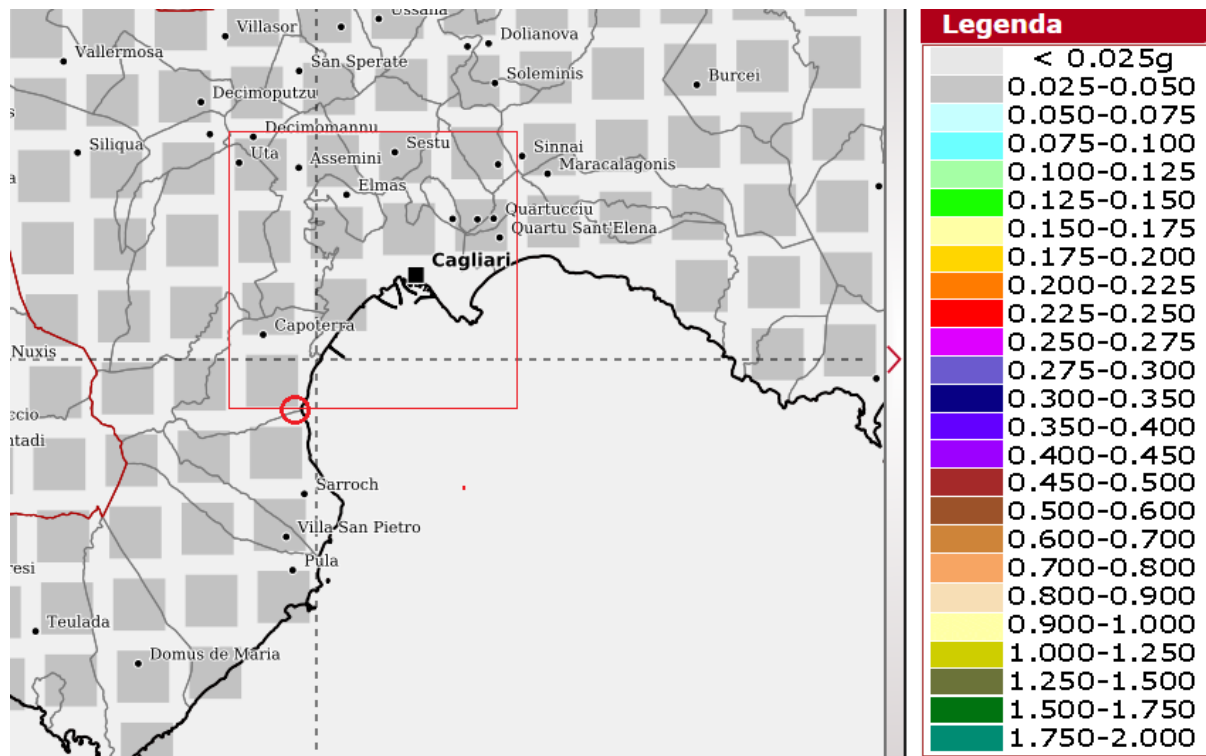 Ussana
Villasor
Dolianova
Vallermosa
San Sperate
Soleminis
Burcei
Decimoputzu
Decimomannu
Siliqua
Uta
Assemini
Sestu
Sinnai
Maracalagonis
Elmas
Quartucciu
Quartu Sant'Elena
Cagliari
Capoterra
Nuxis
ccio
ntadi
Sarroch
Villa San Pietro
Pula
resi
Teulada
Domus de Maria
Legenda
< 0.025g
0.025-0.050
0.050-0.075
0.075-0.100
0.100-0.125
0.125-0.150
0.150-0.175
0.175-0.200
0.200-0.225
0.225-0.250
0.250-0.275
0.275-0.300
0.300-0.350
0.350-0.400
0.400-0.450
0.450-0.500
0.500-0.600
0.600-0.700
0.700-0.800
0.800-0.900
0.900-1.000
1.000-1.250
1.250-1.500
1.500-1.750
1.750-2.000